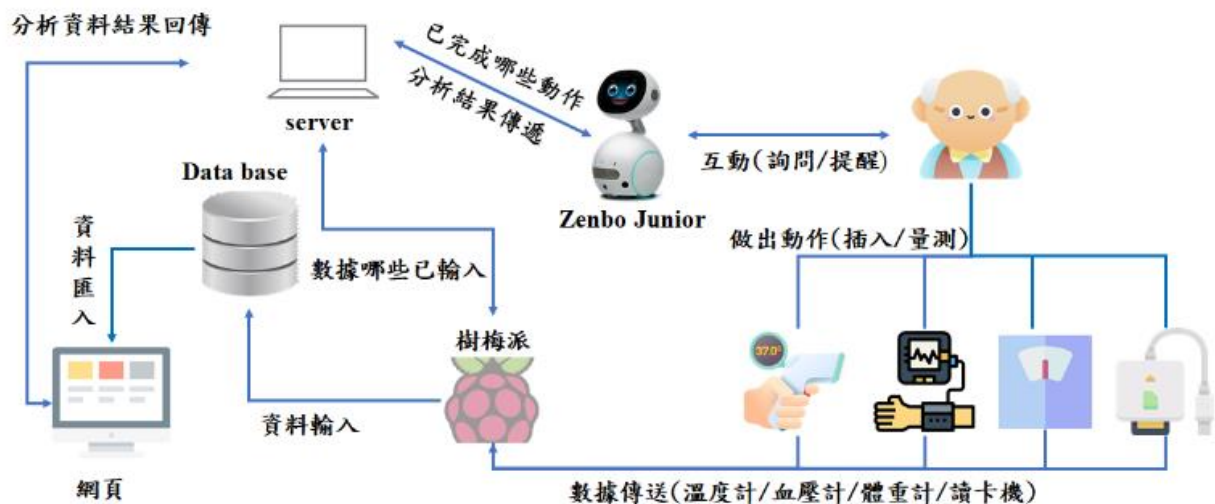 分析資料結果回傳
server
已完成哪些動作
分析結果傳遞
Zenbo Junior
互動(詢問/提醒)
Data base
資料匯入
數據哪些已輸入
做出動作(插入/量測)
樹梅派
37.0°
資料輸入
網頁
數據傳送(溫度計/血壓計/體重計/讀卡機)